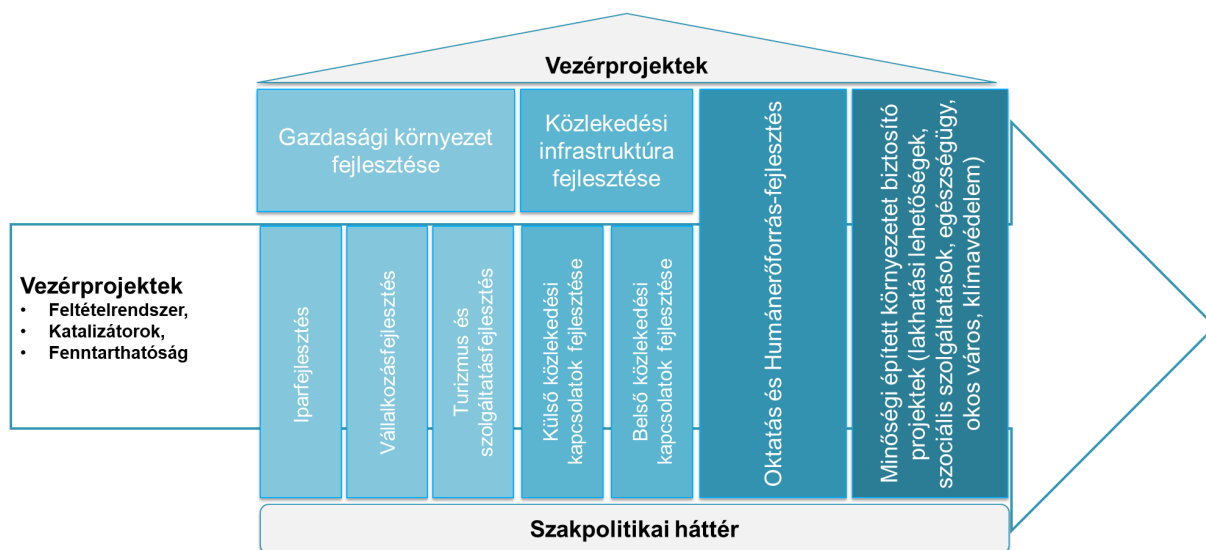 Vezérprojektek
Gazdasági környezet
fejlesztése
Közlekedési
infrastruktúra
fejlesztése
Vezérprojektek
• Feltételrendszer,
• Katalizátorok,
• Fenntarthatóság
Iparfejlesztés
Vállalkozásfejlesztés
Turizmus és
szolgáltatásfejlesztés
Külső közlekedési
kapcsolatok fejlesztése
Belső közlekedési
kapcsolatok fejlesztése
Oktatás és Humánerőforrás-fejlesztés
Minőségi épített környezetet biztosító
projektek (lakhatási lehetőségek,
szociális szolgáltatások, egészségügy,
okos város, klímavédelem)
Szakpolitikai háttér